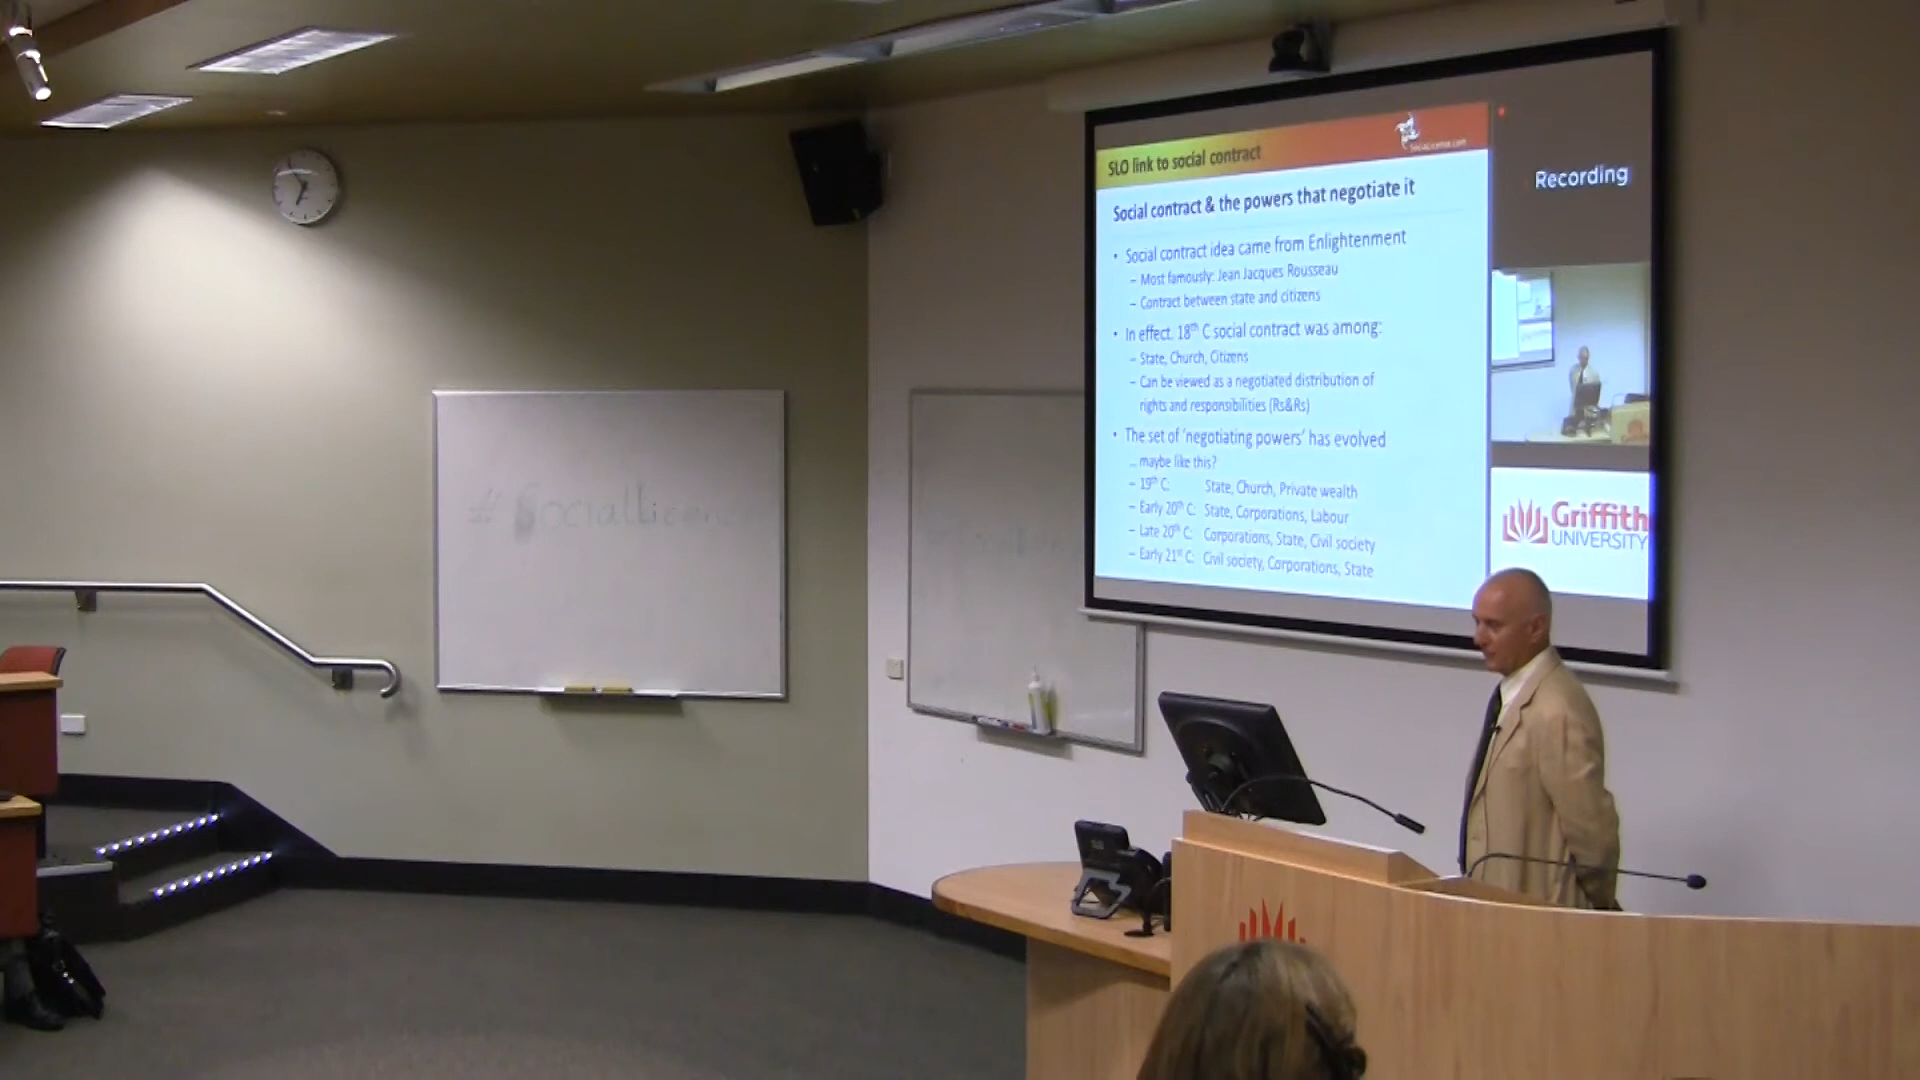 SLO link to social contract
SociaLicense.com
Social contract & the powers that negotiate it
• Social contract idea came from Enlightenment
– Most famously: Jean Jacques Rousseau
– Contract between state and citizens
• In effect. 18th C social contract was among:
– State, Church, Citizens
– Can be viewed as a negotiated distribution of
rights and responsibilities (Rs&Rs)
• The set of 'negotiating powers' has evolved
... maybe like this?
– 19th C: State, Church, Private wealth
– Early 20th C: State, Corporations, Labour
– Late 20th C: Corporations, State, Civil society
– Early 21st C: Civil society, Corporations, State
Recording
Griffith
UNIVERSITY
# SocialLicen